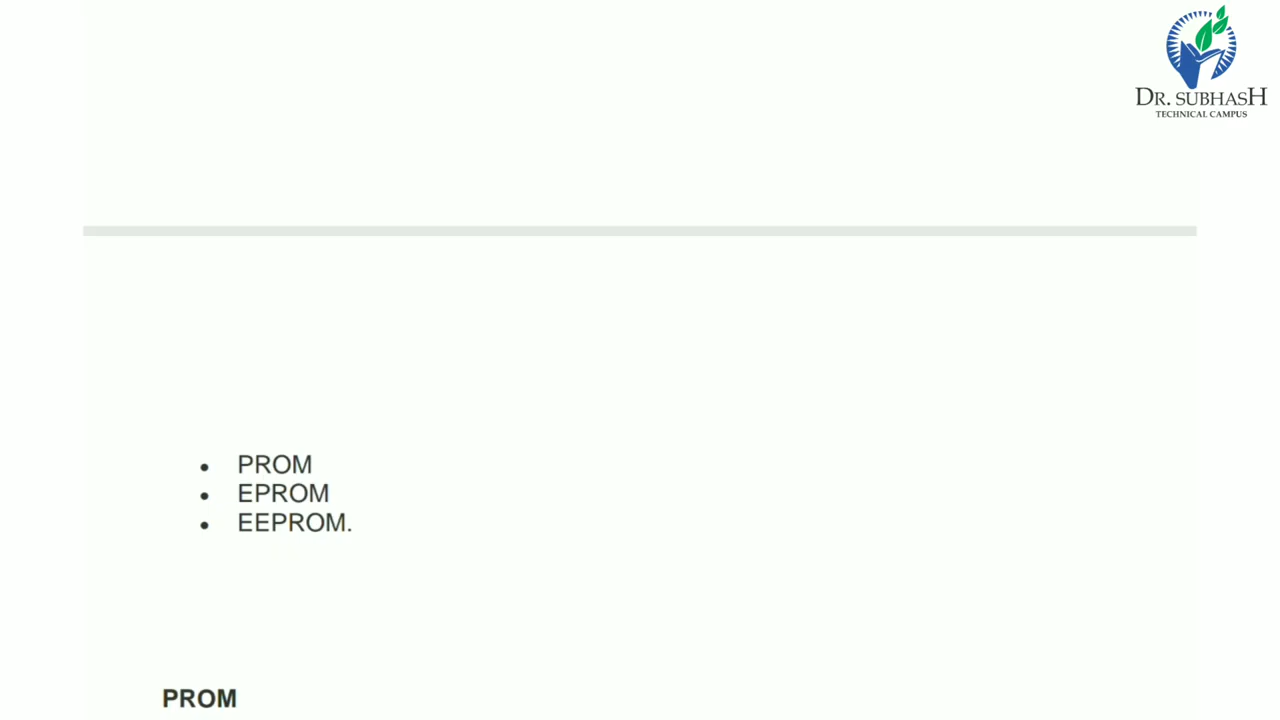 DR. SUBHASH
TECHNICAL CAMPUS
• PROM
• EPROM
• EEPROM.
PROM